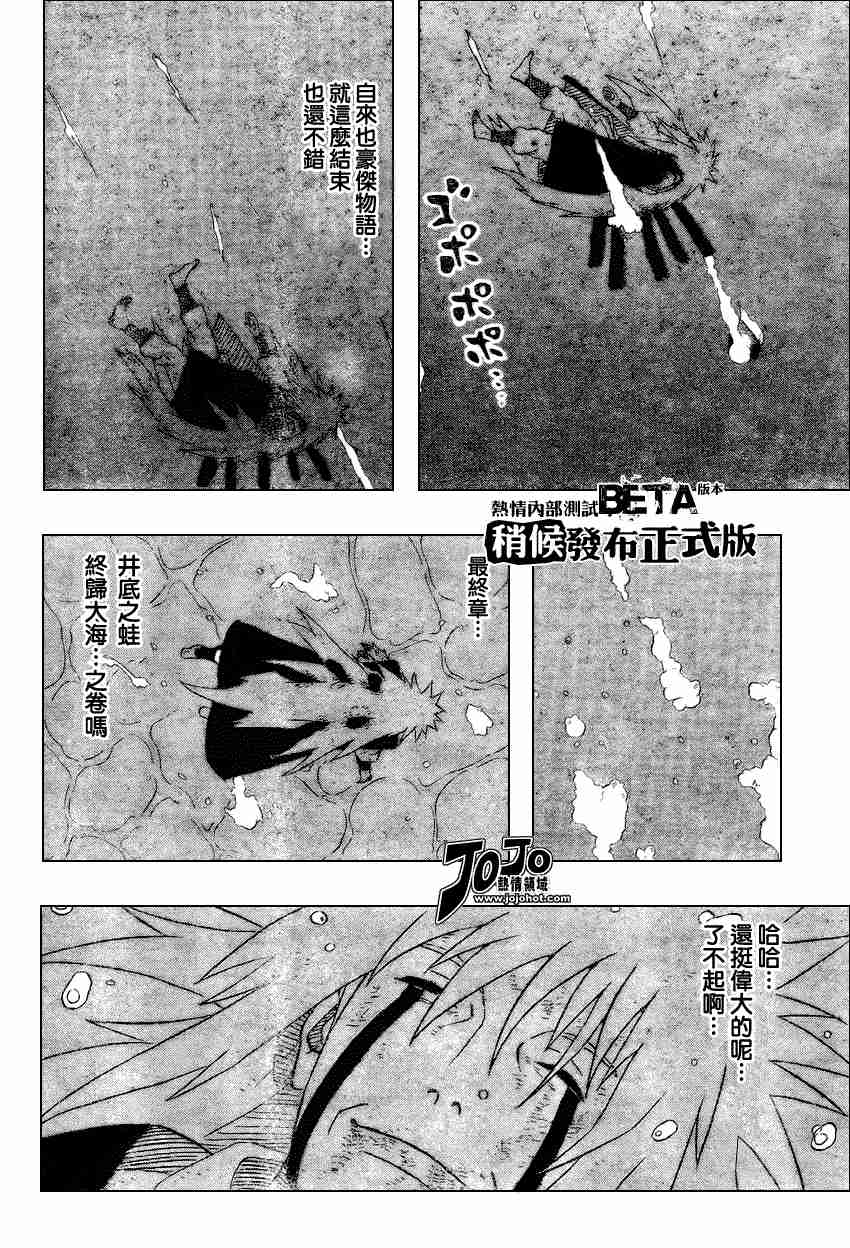 ゴポポポポ…
自來也豪傑物語…
就這麼結束
也還不錯
熱情內部測試 BETA版本
稍候發布正式版
最終章…
井底之蛙
終歸大海…之卷嗎
JOJO
熱情領域
www.jojohot.com
哈哈…
還挺偉大的呢…
了不起啊…